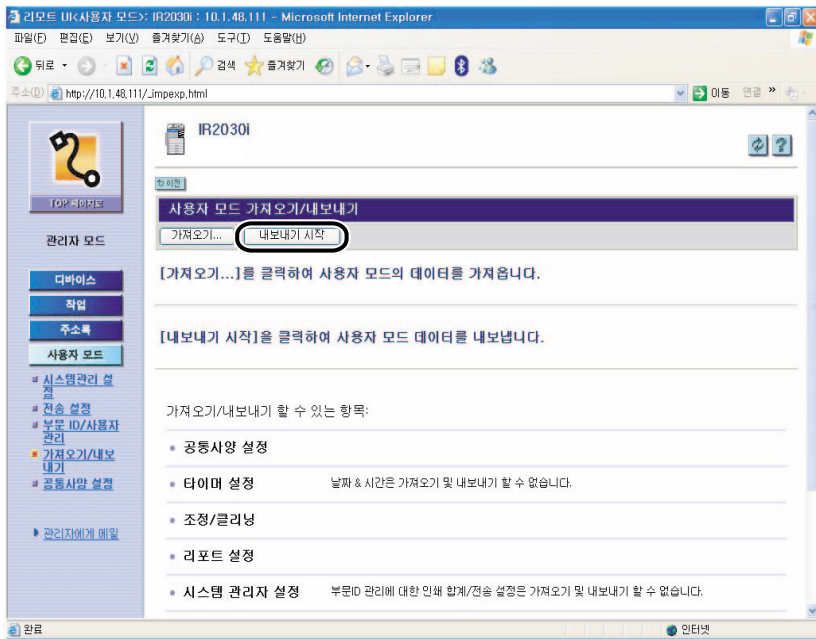 리모트 UI<사용자 모드>: IR2030i : 10.1.48.111 - Microsoft Internet Explorer
파일(F) 편집(E) 보기(V) 즐겨찾기(A) 도구(T) 도움말(H)
뒤로 검색 즐겨찾기
주소(D) http://10.1.48.111/_impexp.html 이동 연결 »
IR2030i
TOP 페이지로
이전
사용자 모드 가져오기/내보내기
가져오기... 내보내기 시작
관리자 모드
[가져오기...]를 클릭하여 사용자 모드의 데이터를 가져옵니다.
디바이스
작업
주소록
[내보내기 시작]을 클릭하여 사용자 모드 데이터를 내보냅니다.
사용자 모드
시스템관리 설
정
전송 설정
부문 ID/사용자
관리
가져오기/내보
내기
공통사양 설정
관리자에게 메일
가져오기/내보내기 할 수 있는 항목:
공통사양 설정
타이머 설정 날짜 & 시간은 가져오기 및 내보내기 할 수 없습니다.
조정/클리닝
리포트 설정
시스템 관리자 설정 부문ID 관리에 대한 인쇄 합계/전송 설정은 가져오기 및 내보내기 할 수 없습니다.
완료 인터넷